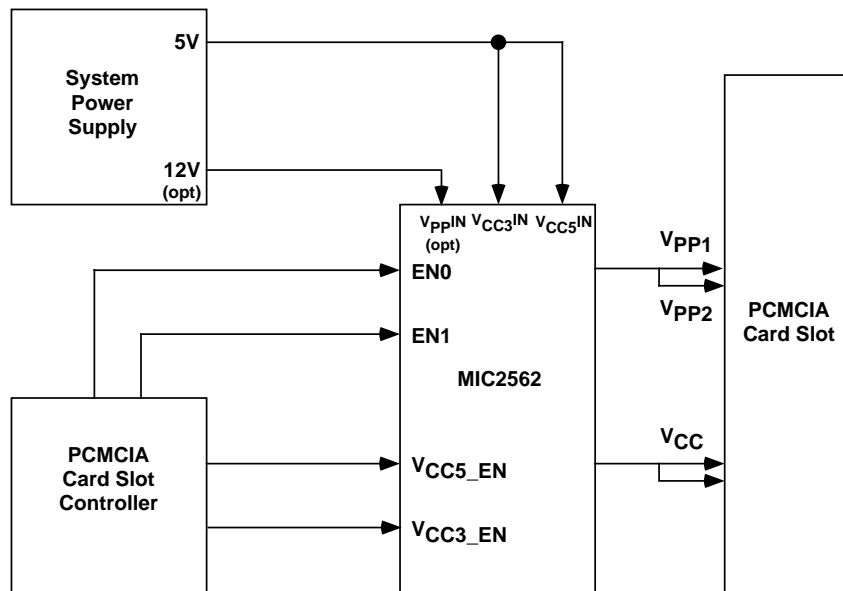 5V
System
Power
Supply
12V
(opt)
VPPIN VCC3IN VCC5IN
(opt)
EN0
EN1
MIC2562
VCC5_EN
VCC3_EN
PCMCIA
Card Slot
Controller
VPP1
VPP2
VCC
PCMCIA
Card Slot